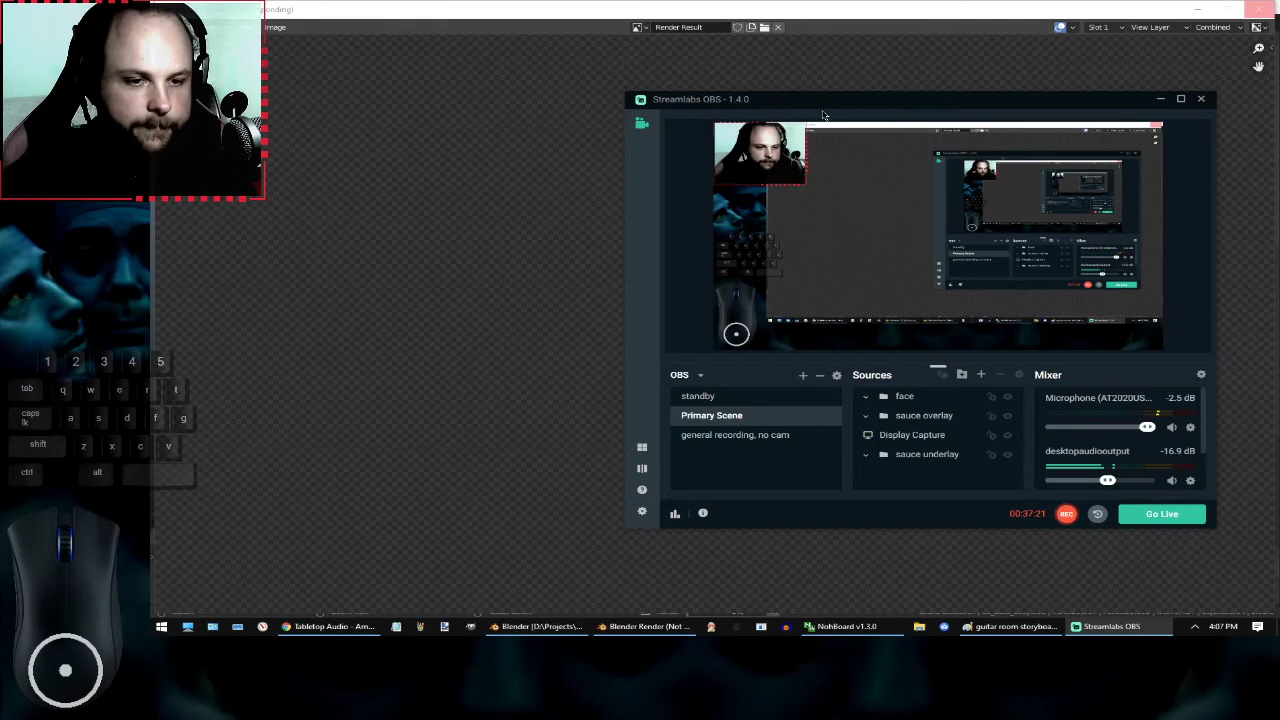 ponding)
Image
Render Result
Slot 1
View Layer
Combined
Streamlabs OBS - 1.4.0
OBS
standby
Primary Scene
general recording, no cam
Sources
face
sauce overlay
Display Capture
sauce underlay
Mixer
Microphone (AT2020US... -2.5 dB
desktopaudiooutput -16.9 dB
00:37:21
REC
Go Live
1 2 3 4 5
tab q w e r t
caps
lk
a s d f g
shift z x c v
ctrl alt
Tabletop Audio - Am...
Blender [D:\Projects\...
Blender Render (Not ...
NohBoard v1.3.0
guitar room storybo...
Streamlabs OBS
4:07 PM